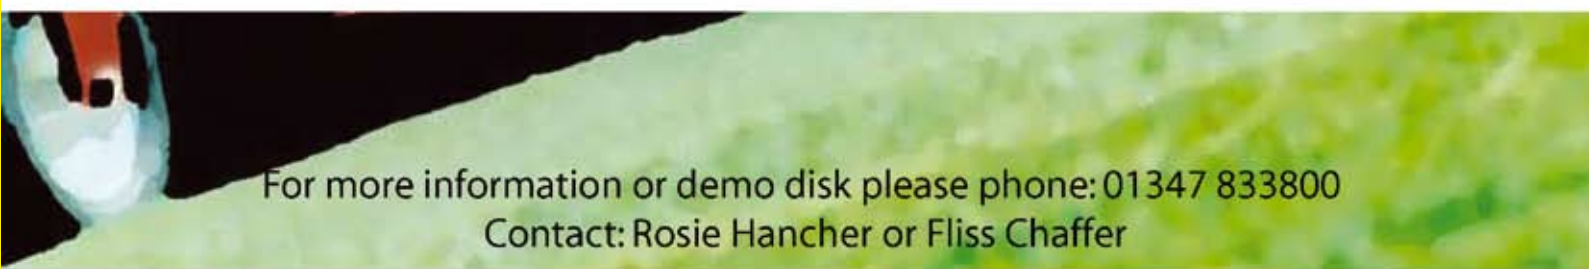 For more information or demo disk please phone: 01347 833800
Contact: Rosie Hancher or Fliss Chaffer